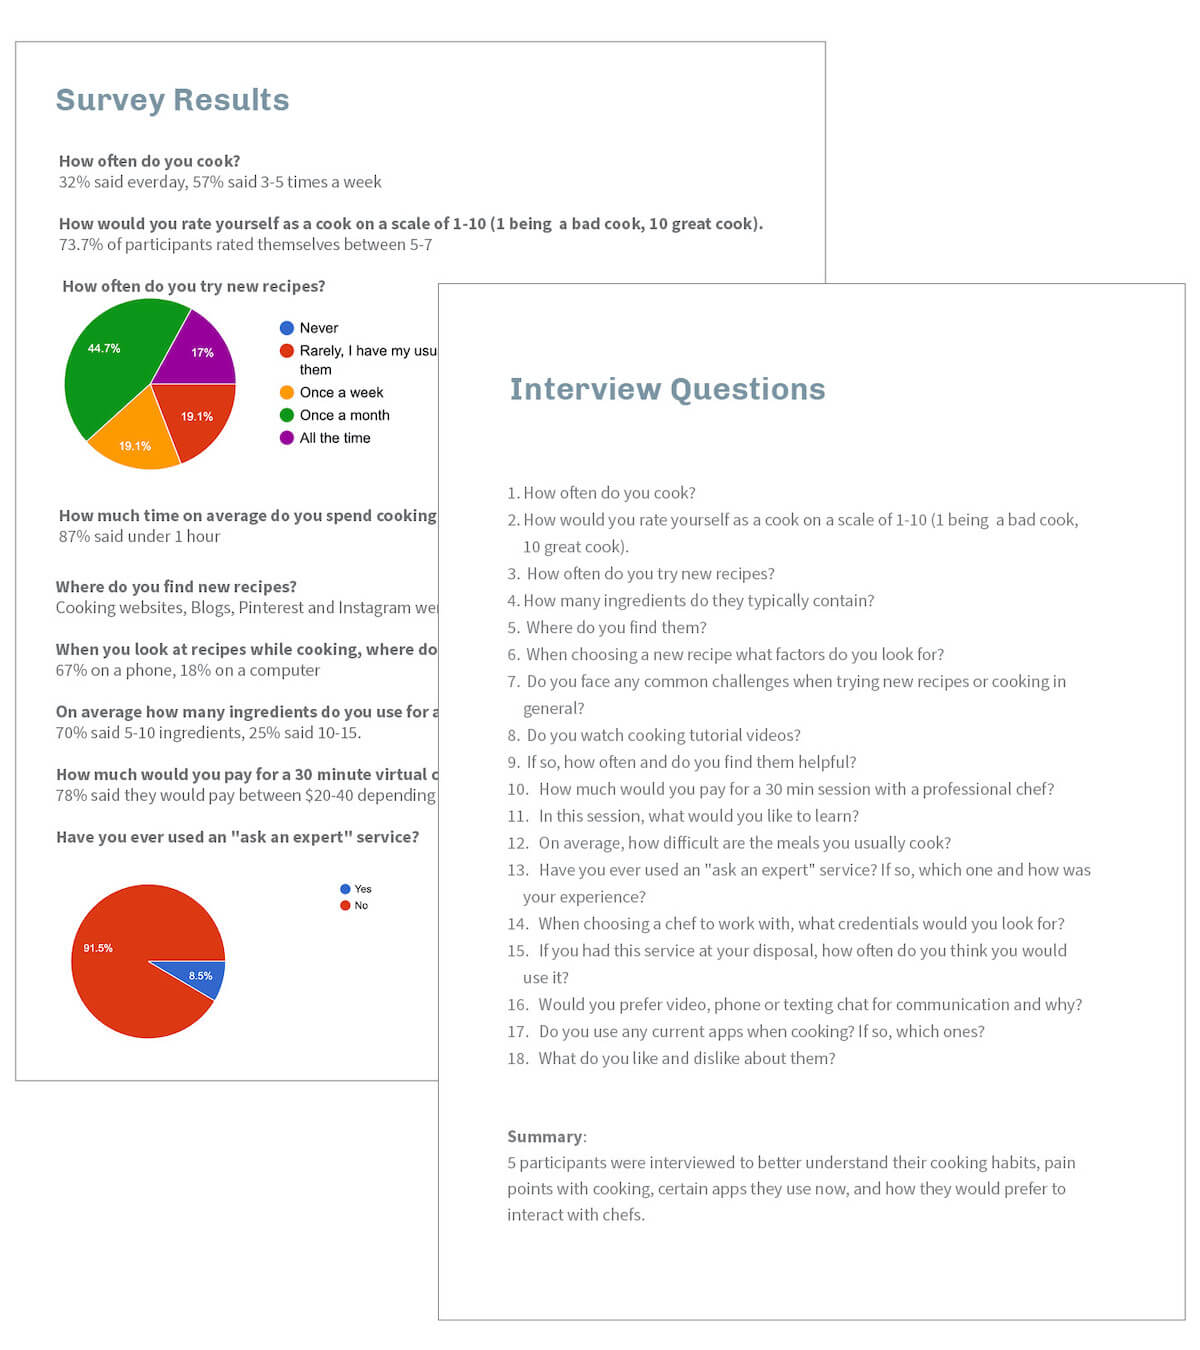 Survey Results
How often do you cook?
32% said everday, 57% said 3-5 times a week
How would you rate yourself as a cook on a scale of 1-10 (1 being a bad cook, 10 great cook).
73.7% of participants rated themselves between 5-7
How often do you try new recipes?
44.7%
17%
19.1%
19.1%
Never
Rarely, I have my usu
them
Once a week
Once a month
All the time
How much time on average do you spend cooking
87% said under 1 hour
Where do you find new recipes?
Cooking websites, Blogs, Pinterest and Instagram wer
When you look at recipes while cooking, where do
67% on a phone, 18% on a computer
On average how many ingredients do you use for a
70% said 5-10 ingredients, 25% said 10-15.
How much would you pay for a 30 minute virtual c
78% said they would pay between $20-40 depending
Have you ever used an "ask an expert" service?
91.5%
8.5%
Yes
No
Interview Questions
1. How often do you cook?
2. How would you rate yourself as a cook on a scale of 1-10 (1 being a bad cook,
10 great cook).
3. How often do you try new recipes?
4. How many ingredients do they typically contain?
5. Where do you find them?
6. When choosing a new recipe what factors do you look for?
7. Do you face any common challenges when trying new recipes or cooking in
general?
8. Do you watch cooking tutorial videos?
9. If so, how often and do you find them helpful?
10. How much would you pay for a 30 min session with a professional chef?
11. In this session, what would you like to learn?
12. On average, how difficult are the meals you usually cook?
13. Have you ever used an "ask an expert" service? If so, which one and how was
your experience?
14. When choosing a chef to work with, what credentials would you look for?
15. If you had this service at your disposal, how often do you think you would
use it?
16. Would you prefer video, phone or texting chat for communication and why?
17. Do you use any current apps when cooking? If so, which ones?
18. What do you like and dislike about them?
Summary:
5 participants were interviewed to better understand their cooking habits, pain
points with cooking, certain apps they use now, and how they would prefer to
interact with chefs.